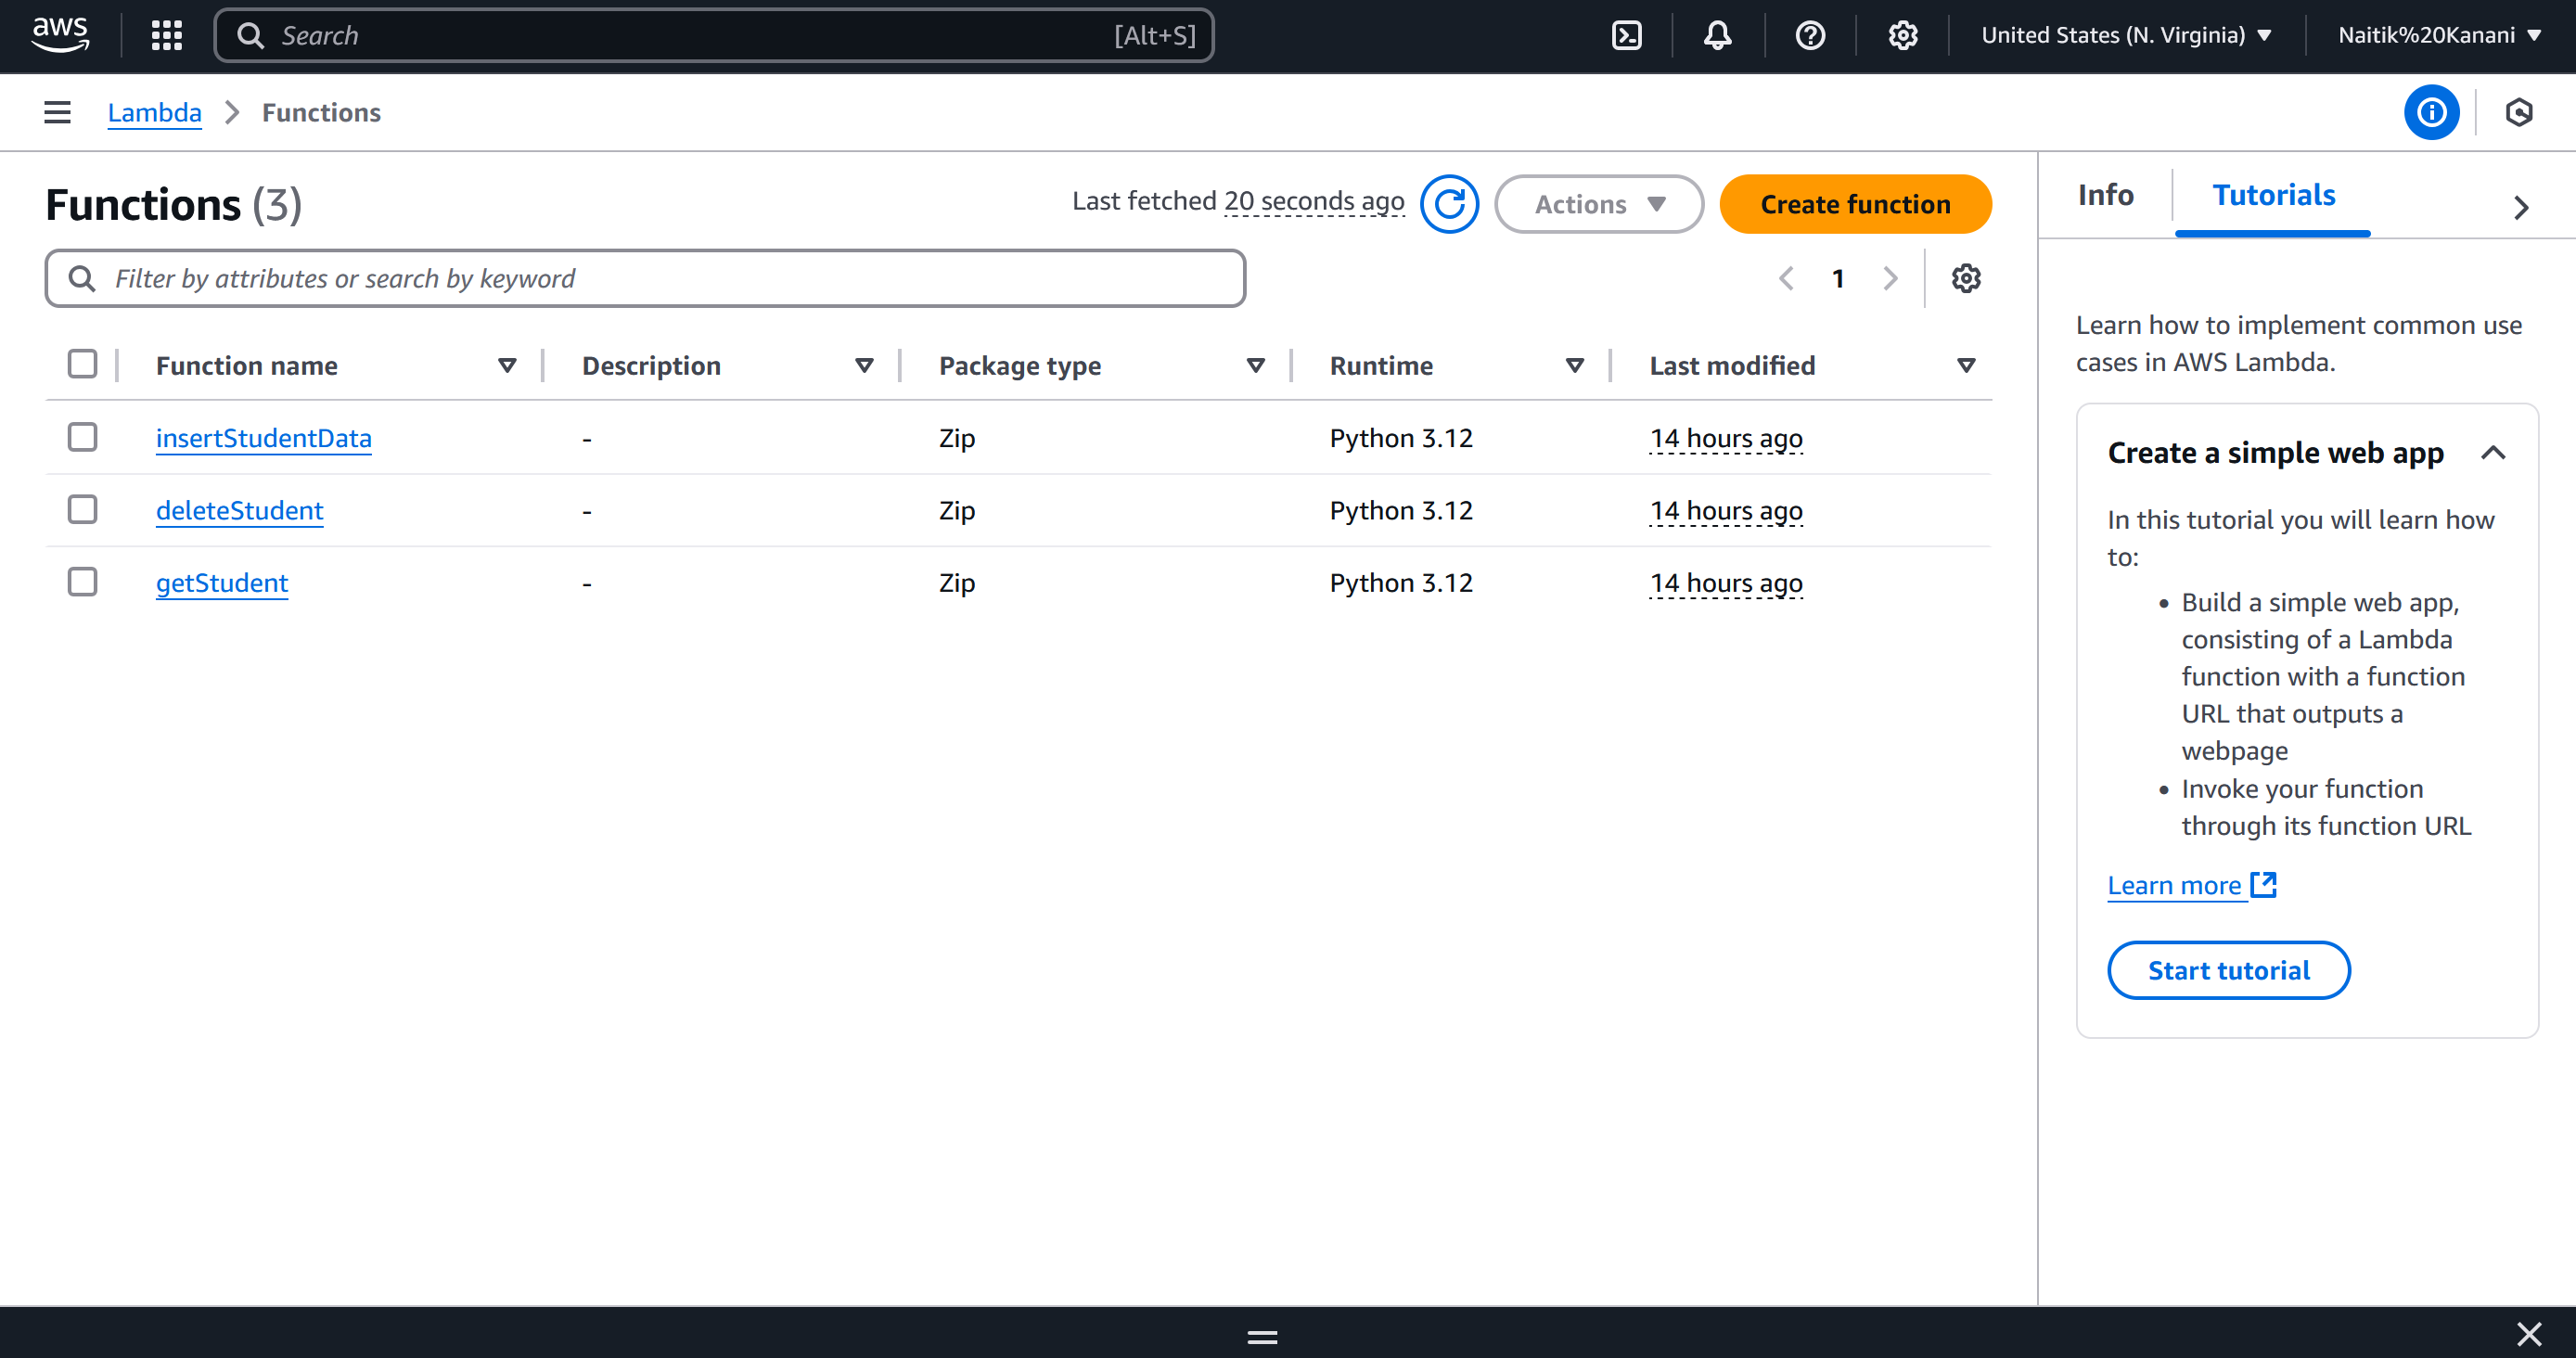 aws
Search [Alt+S]
United States (N. Virginia)
Naitik%20Kanani
Lambda
Functions
Functions (3)
Last fetched 20 seconds ago
Actions
Create function
Filter by attributes or search by keyword
1
Function name Description Package type Runtime Last modified
insertStudentData - Zip Python 3.12 14 hours ago
deleteStudent - Zip Python 3.12 14 hours ago
getStudent - Zip Python 3.12 14 hours ago
Info Tutorials
Learn how to implement common use
cases in AWS Lambda.
Create a simple web app
In this tutorial you will learn how
to:
• Build a simple web app,
consisting of a Lambda
function with a function
URL that outputs a
webpage
• Invoke your function
through its function URL
Learn more
Start tutorial